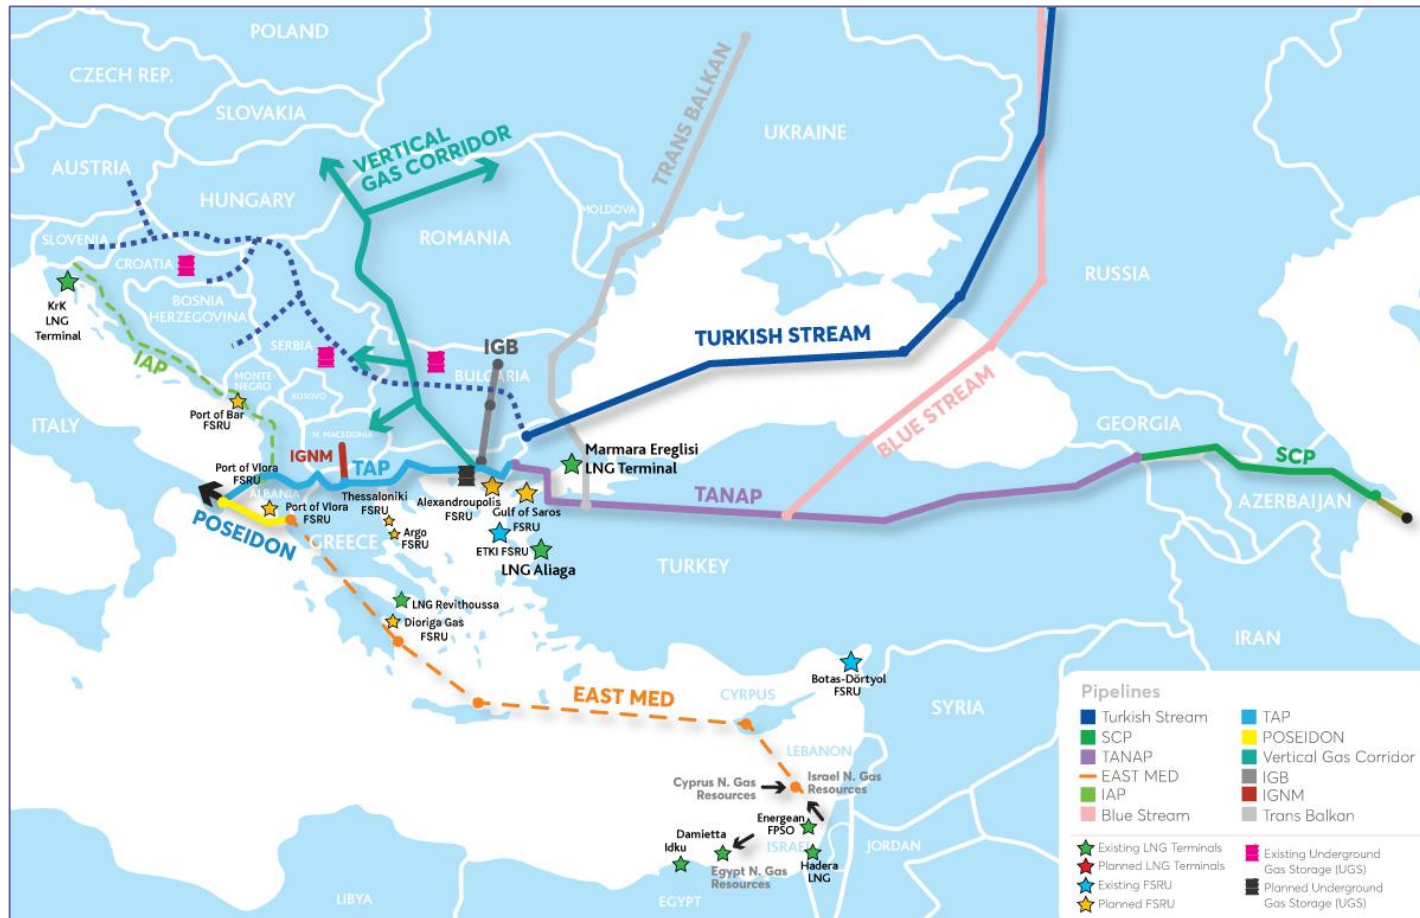 POLAND
CZECH REP.
SLOVAKIA
UKRAINE
TRANS BALKAN
VERTICAL
GAS CORRIDOR
AUSTRIA
HUNGARY
MOLDOVA
ROMANIA
SLOVENIA
CROATIA
RUSSIA
KrK
LNG
Terminal
BOSNIA
HERZEGOVINA
SERBIA
IGB
BULGARIA
TURKISH STREAM
IAP
MONTE-
NEGRO
KOSOVO
BLUE STREAM
Port of Bar
FSRU
ITALY
GEORGIA
N. MACEDONIA
IGNM
TAP
Marmara Ereglisi
LNG Terminal
SCP
Port of Vlora
FSRU
ALBANIA
Port of Vlora
FSRU
Thessaloniki
FSRU
Alexandroupolis
FSRU
Gulf of Saros
FSRU
TANAP
AZERBAIJAN
POSEIDON
GREECE
Argo
FSRU
ETKI FSRU
LNG Aliaga
TURKEY
LNG Revithoussa
Dioriga Gas
FSRU
IRAN
Botas-Dörtyol
FSRU
EAST MED
CYRPUS
SYRIA
LEBANON
Cyprus N. Gas
Resources
Israel N. Gas
Resources
Energean
FPSO
Damietta
Idku
ISRAEL
Hadera
LNG
JORDAN
Egypt N. Gas
Resources
LIBYA
EGYPT
Pipelines
Turkish Stream
SCP
TANAP
EAST MED
IAP
Blue Stream
TAP
POSEIDON
Vertical Gas Corridor
IGB
IGNM
Trans Balkan
Existing LNG Terminals
Planned LNG Terminals
Existing FSRU
Planned FSRU
Existing Underground
Gas Storage (UGS)
Planned Underground
Gas Storage (UGS)